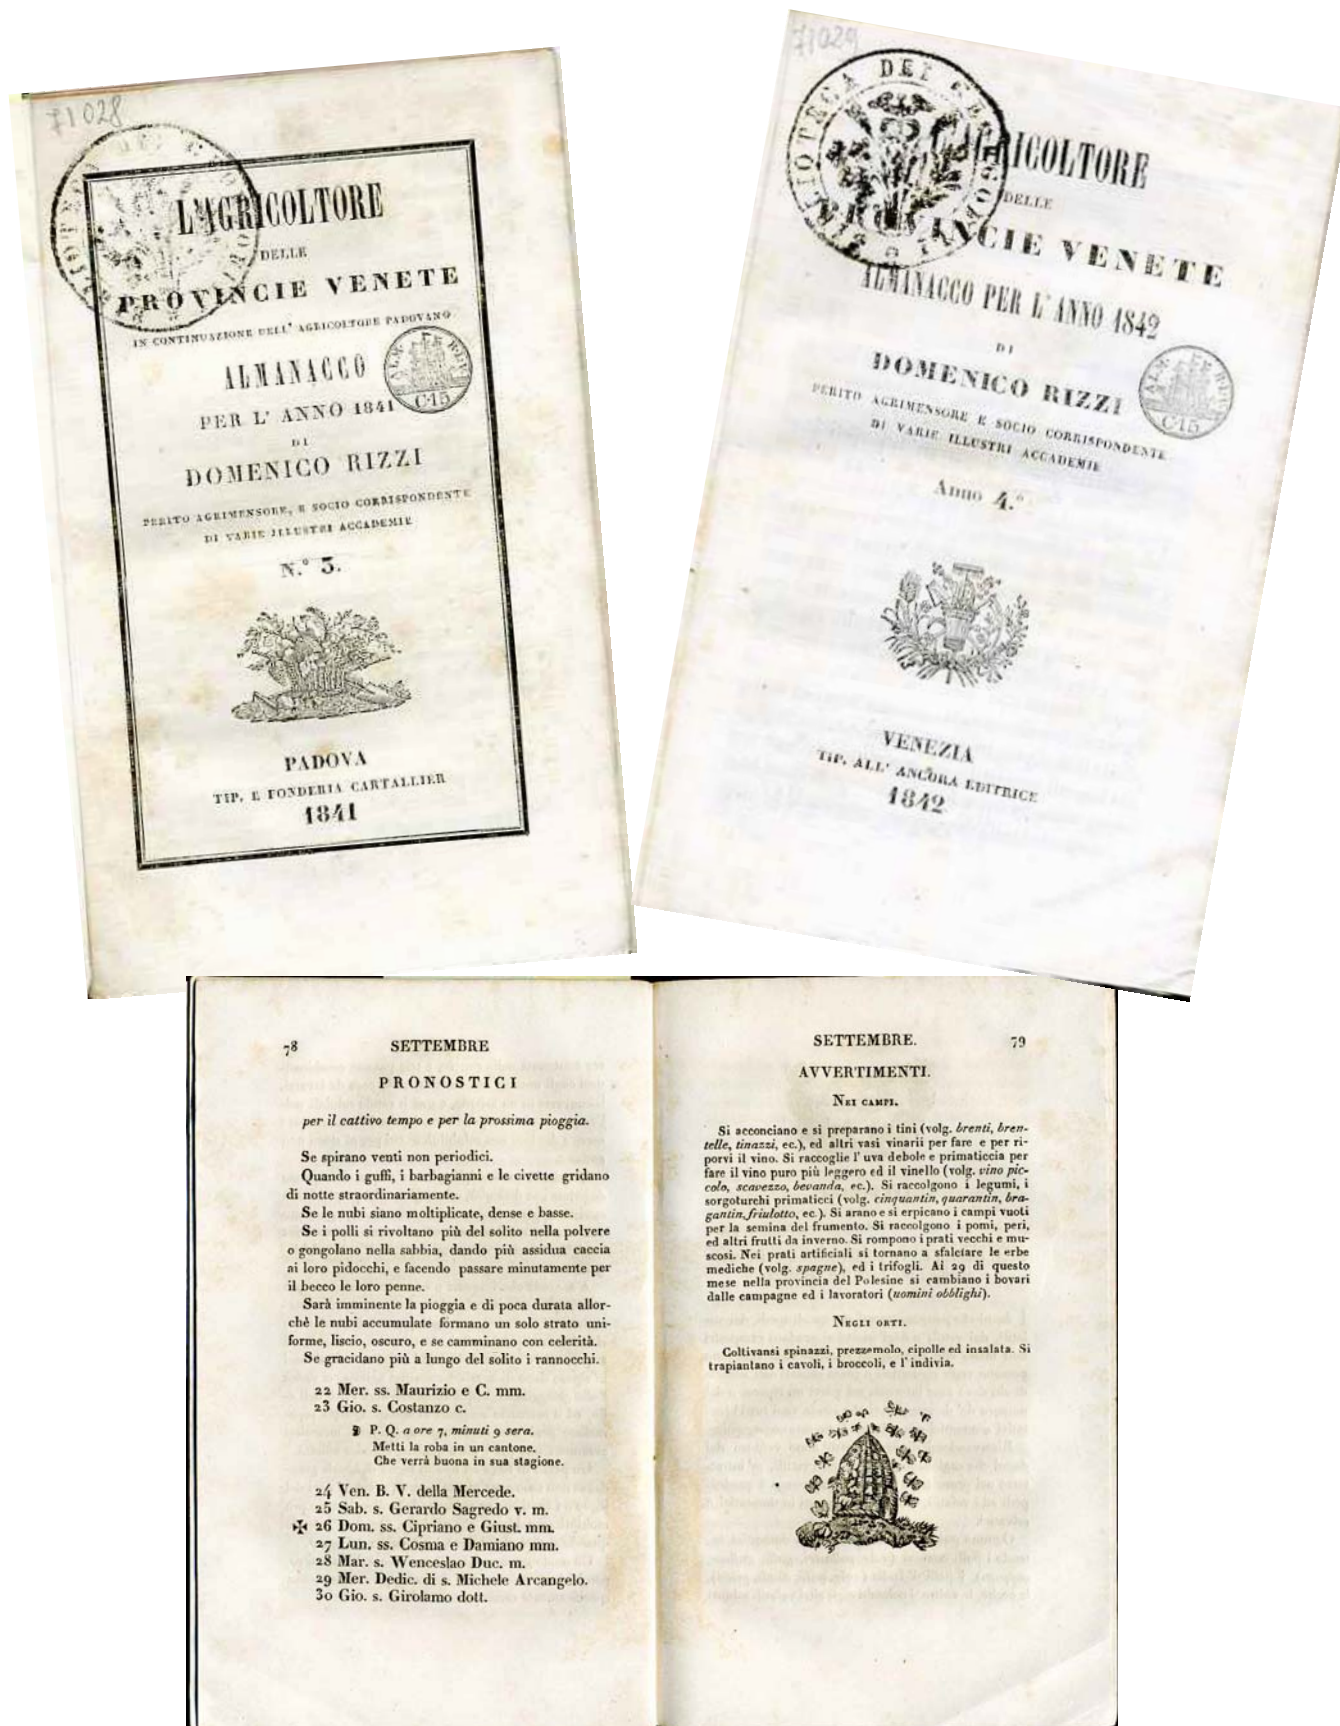 71028
L'AGRICOLTORE
DELLE
PROVINCIE VENETE
IN CONTINUAZIONE DELL' AGRICOLTORE PADOVANO
ALMANACCO
PER L' ANNO 1841
DI
DOMENICO RIZZI
PERITO AGRIMENSORE, E SOCIO CORRISPONDENTE
DI VARIE ILLUSTRI ACCADEMIE
N.° 3.
C.15
PADOVA
TIP. E FONDERIA CARTALLIER
1841
71029
BIBLIOTECA DEI
AGRICOLTORE
DELLE
PROVINCIE VENETE
ALMANACCO PER L' ANNO 1842
DI
DOMENICO RIZZI
PERITO AGRIMENSORE E SOCIO CORRISPONDENTE
DI VARIE ILLUSTRI ACCADEMIE
Anno 4.°
C.15
VENEZIA
TIP. ALL' ANCORA EDITRICE
1842
78 SETTEMBRE
PRONOSTICI
per il cattivo tempo e per la prossima pioggia.
Se spirano venti non periodici.
Quando i guffi, i barbagianni e le civette gridano
di notte straordinariamente.
Se le nubi siano moltiplicate, dense e basse.
Se i polli si rivoltano più del solito nella polvere
o gongolano nella sabbia, dando più assidua caccia
ai loro pidocchi, e facendo passare minutamente per
il becco le loro penne.
Sarà imminente la pioggia e di poca durata allor-
chè le nubi accumulate formano un solo strato uni-
forme, liscio, oscuro, e se camminano con celerità.
Se gracidano più a lungo del solito i rannocchi.
22 Mer. ss. Maurizio e C. mm.
23 Gio. s. Costanzo c.
P. Q. a ore 7, minuti 9 sera.
Metti la roba in un cantone.
Che verrà buona in sua stagione.
24 Ven. B. V. della Mercede.
25 Sab. s. Gerardo Sagredo v. m.
✠ 26 Dom. ss. Cipriano e Giust. mm.
27 Lun. ss. Cosma e Damiano mm.
28 Mar. s. Wenceslao Duc. m.
29 Mer. Dedic. di s. Michele Arcangelo.
30 Gio. s. Girolamo dott.
SETTEMBRE. 79
AVVERTIMENTI.
NEI CAMPI.
Si acconciano e si preparano i tini (volg. brenti, bren-
telle, tinazzi, ec.), ed altri vasi vinarii per fare e per ri-
porvi il vino. Si raccoglie l' uva debole e primaticcia per
fare il vino puro più leggero ed il vinello (volg. vino pic-
colo, scavezzo, bevanda, ec.). Si raccolgono i legumi, i
sorgoturchi primaticci (volg. cinquantin, quarantin, bra-
gantin, friulotto, ec.). Si arano e si erpicano i campi vuoti
per la semina del frumento. Si raccolgono i pomi, peri,
ed altri frutti da inverno. Si rompono i prati vecchi e mu-
scosi. Nei prati artificiali si tornano a sfalciare le erbe
mediche (volg. spagne), ed i trifogli. Ai 29 di questo
mese nella provincia del Polesine si cambiano i bovari
dalle campagne ed i lavoratori (uomini obblighi).
NEGLI ORTI.
Coltivansi spinazzi, prezzemolo, cipolle ed insalata. Si
trapiantano i cavoli, i broccoli, e l' indivia.